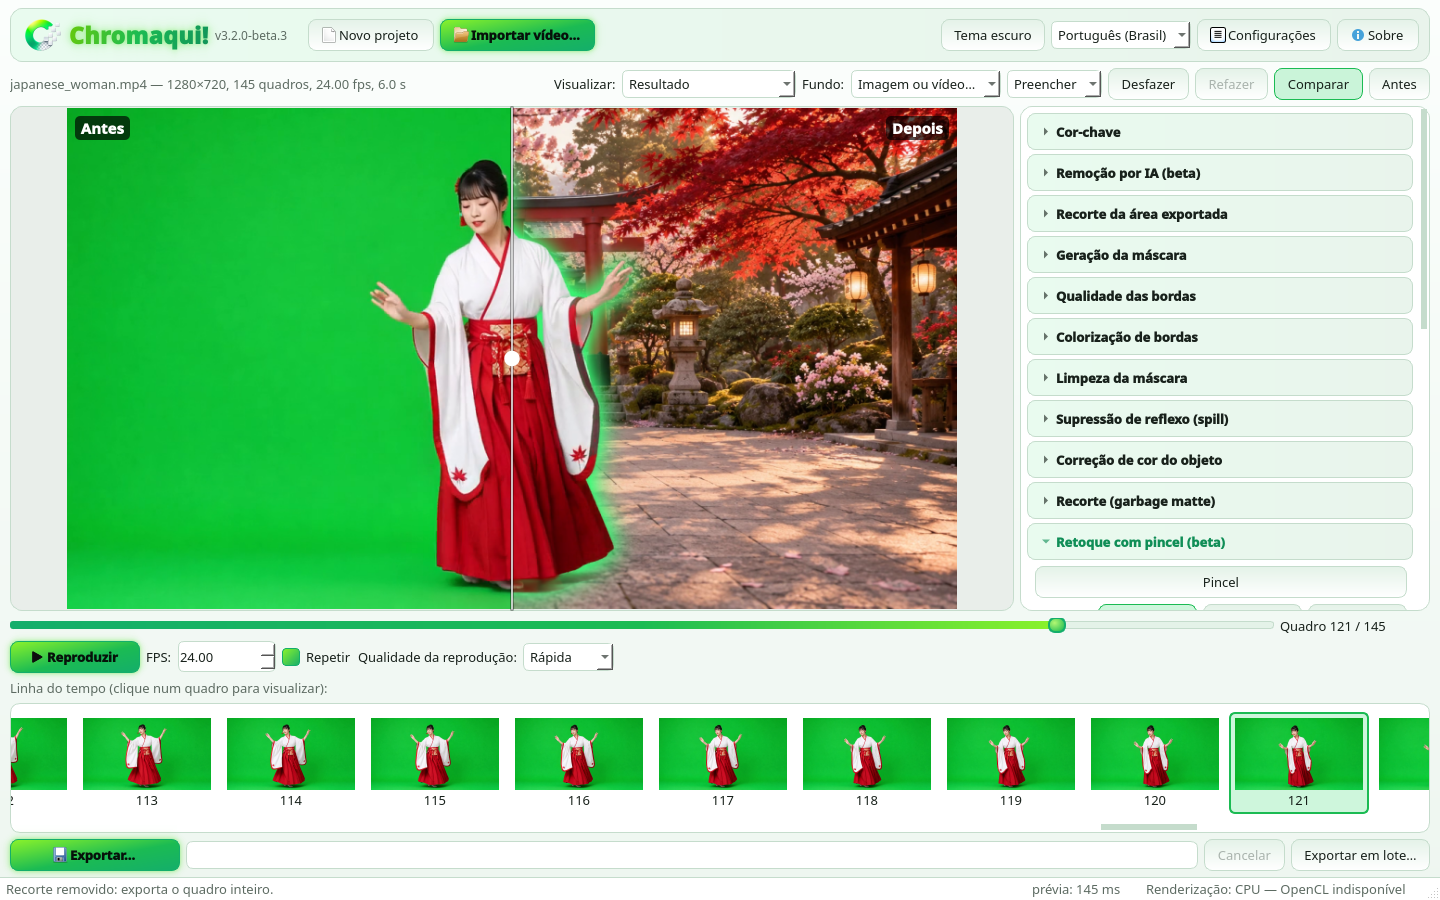 Chromaqui! v3.2.0-beta.3 Novo projeto Importar vídeo... Tema escuro Português (Brasil) Configurações Sobre
japanese_woman.mp4 — 1280×720, 145 quadros, 24.00 fps, 6.0 s Visualizar: Resultado Fundo: Imagem ou vídeo... Preencher Desfazer Refazer Comparar Antes
Antes Depois
Cor-chave
Remoção por IA (beta)
Recorte da área exportada
Geração da máscara
Qualidade das bordas
Colorização de bordas
Limpeza da máscara
Supressão de reflexo (spill)
Correção de cor do objeto
Recorte (garbage matte)
Retoque com pincel (beta)
Pincel
Quadro 121 / 145
Reproduzir FPS: 24.00 Repetir Qualidade da reprodução: Rápida
Linha do tempo (clique num quadro para visualizar):
2 113 114 115 116 117 118 119 120 121
Exportar... Cancelar Exportar em lote...
Recorte removido: exporta o quadro inteiro. prévia: 145 ms Renderização: CPU — OpenCL indisponível